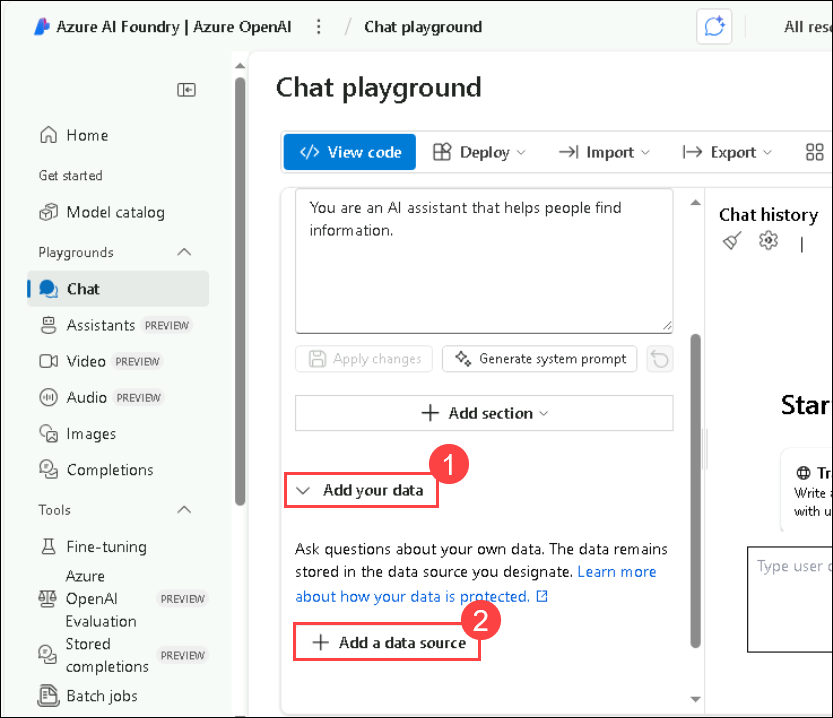 Azure AI Foundry | Azure OpenAI / Chat playground
All
Home
Get started
Model catalog
Playgrounds
Chat
Assistants PREVIEW
Video PREVIEW
Audio PREVIEW
Images
Completions
Tools
Fine-tuning
Azure
OpenAI PREVIEW
Evaluation
Stored
completions PREVIEW
Batch jobs
Chat playground
View code Deploy Import Export
You are an AI assistant that helps people find
information.
Apply changes Generate system prompt
Add section
1
Add your data
Ask questions about your own data. The data remains
stored in the data source you designate. Learn more
about how your data is protected.
2
Add a data source
Chat history
Write
with
Type user